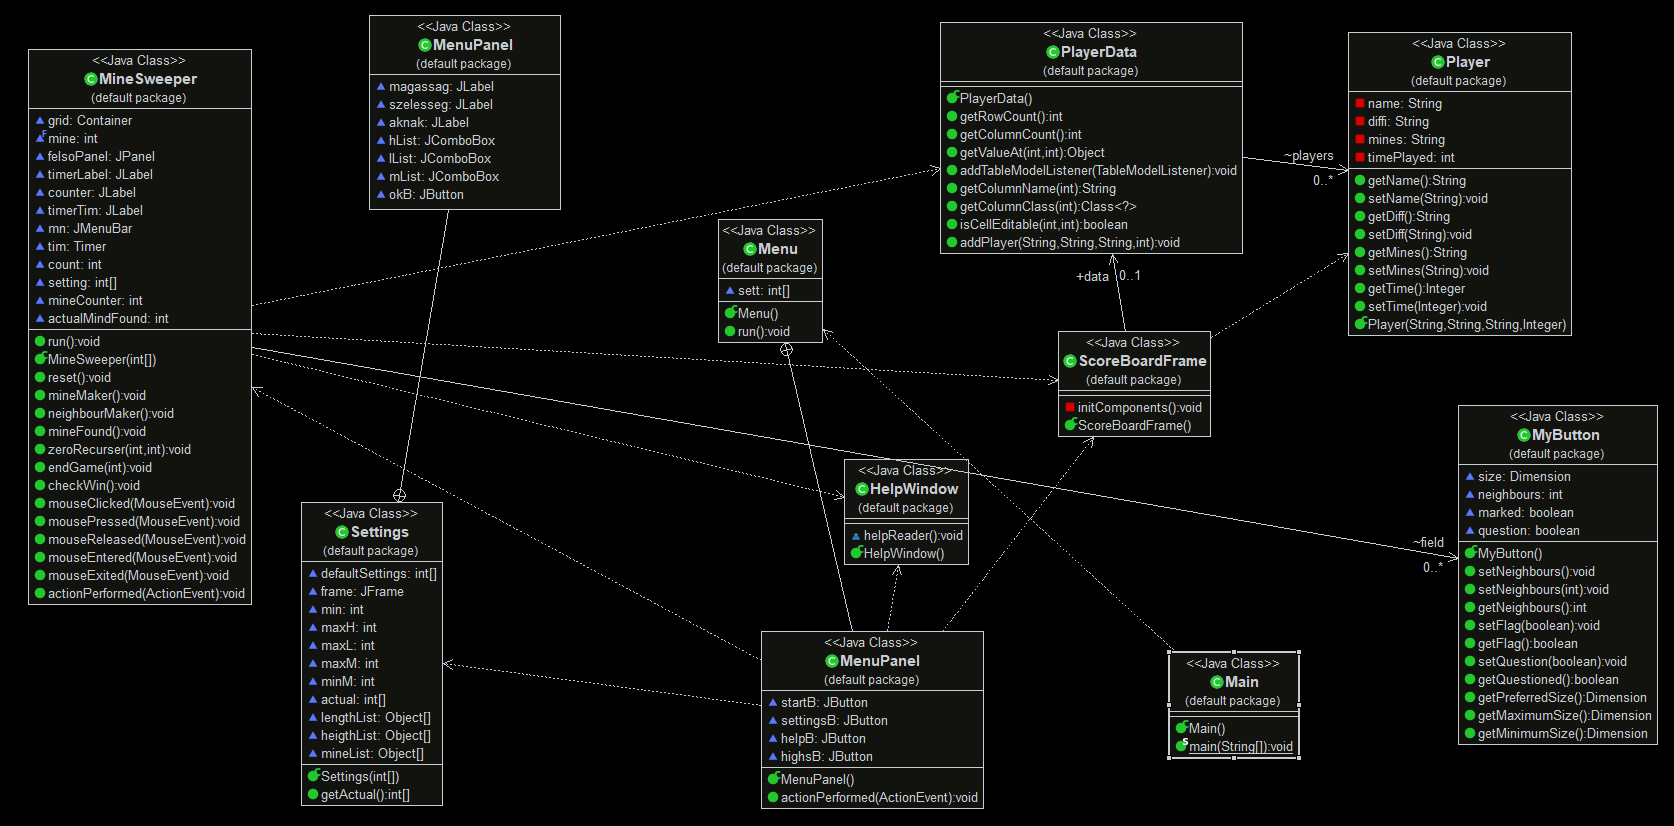 <<Java Class>>
MineSweeper
(default package)
grid: Container
mine: int
felsoPanel: JPanel
timerLabel: JLabel
counter: JLabel
timerTim: JLabel
mn: JMenuBar
tim: Timer
count: int
setting: int[]
mineCounter: int
actualMindFound: int
run():void
MineSweeper(int[])
reset():void
mineMaker():void
neighbourMaker():void
mineFound():void
zeroRecurser(int,int):void
endGame(int):void
checkWin():void
mouseClicked(MouseEvent):void
mousePressed(MouseEvent):void
mouseReleased(MouseEvent):void
mouseEntered(MouseEvent):void
mouseExited(MouseEvent):void
actionPerformed(ActionEvent):void
<<Java Class>>
MenuPanel
(default package)
magassag: JLabel
szelesseg: JLabel
aknak: JLabel
hList: JComboBox
lList: JComboBox
mList: JComboBox
okB: JButton
<<Java Class>>
Settings
(default package)
defaultSettings: int[]
frame: JFrame
min: int
maxH: int
maxL: int
maxM: int
minM: int
actual: int[]
lengthList: Object[]
heigthList: Object[]
mineList: Object[]
Settings(int[])
getActual():int[]
<<Java Class>>
Menu
(default package)
sett: int[]
Menu()
run():void
<<Java Class>>
HelpWindow
(default package)
helpReader():void
HelpWindow()
<<Java Class>>
MenuPanel
(default package)
startB: JButton
settingsB: JButton
helpB: JButton
highsB: JButton
MenuPanel()
actionPerformed(ActionEvent):void
<<Java Class>>
PlayerData
(default package)
PlayerData()
getRowCount():int
getColumnCount():int
getValueAt(int,int):Object
addTableModelListener(TableModelListener):void
getColumnName(int):String
getColumnClass(int):Class<?>
isCellEditable(int,int):boolean
addPlayer(String,String,String,int):void
~players
0..*
+data
0..1
<<Java Class>>
ScoreBoardFrame
(default package)
initComponents():void
ScoreBoardFrame()
<<Java Class>>
Player
(default package)
name: String
diffi: String
mines: String
timePlayed: int
getName():String
setName(String):void
getDiff():String
setDiff(String):void
getMines():String
setMines(String):void
getTime():Integer
setTime(Integer):void
Player(String,String,String,Integer)
<<Java Class>>
Main
(default package)
Main()
main(String[]):void
~field
0..*
<<Java Class>>
MyButton
(default package)
size: Dimension
neighbours: int
marked: boolean
question: boolean
MyButton()
setNeighbours():void
setNeighbours(int):void
getNeighbours():int
setFlag(boolean):void
getFlag():boolean
setQuestion(boolean):void
getQuestioned():boolean
getPreferredSize():Dimension
getMaximumSize():Dimension
getMinimumSize():Dimension